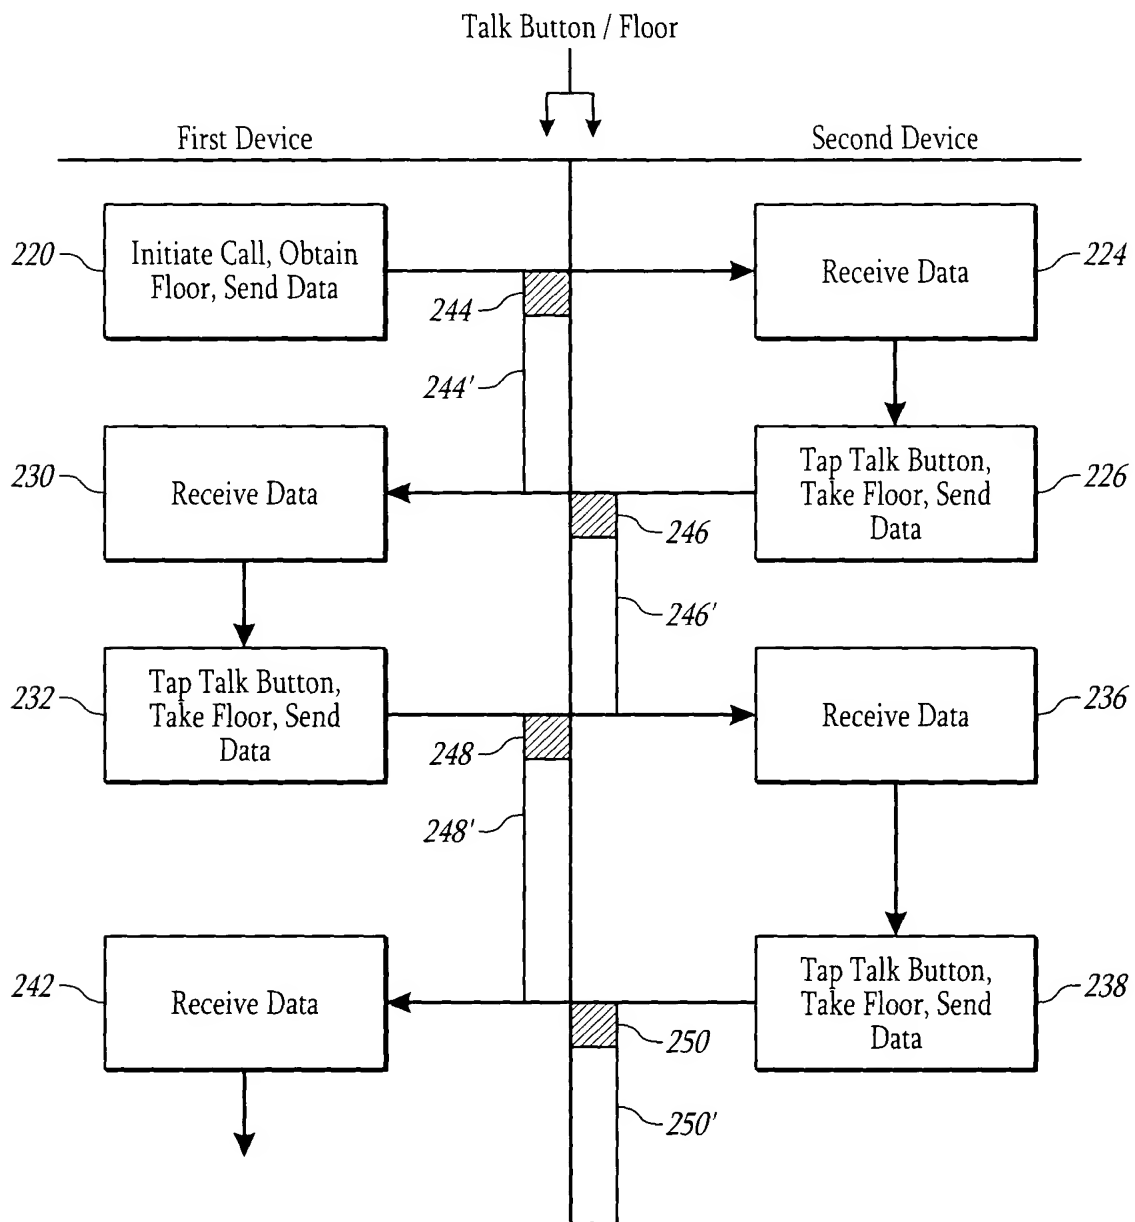 Talk Button / Floor
First Device
Second Device
220
Initiate Call, Obtain
Floor, Send Data
Receive Data
224
244
244'
230
Receive Data
Tap Talk Button,
Take Floor, Send
Data
226
246
246'
232
Tap Talk Button,
Take Floor, Send
Data
Receive Data
236
248
248'
242
Receive Data
Tap Talk Button,
Take Floor, Send
Data
238
250
250'